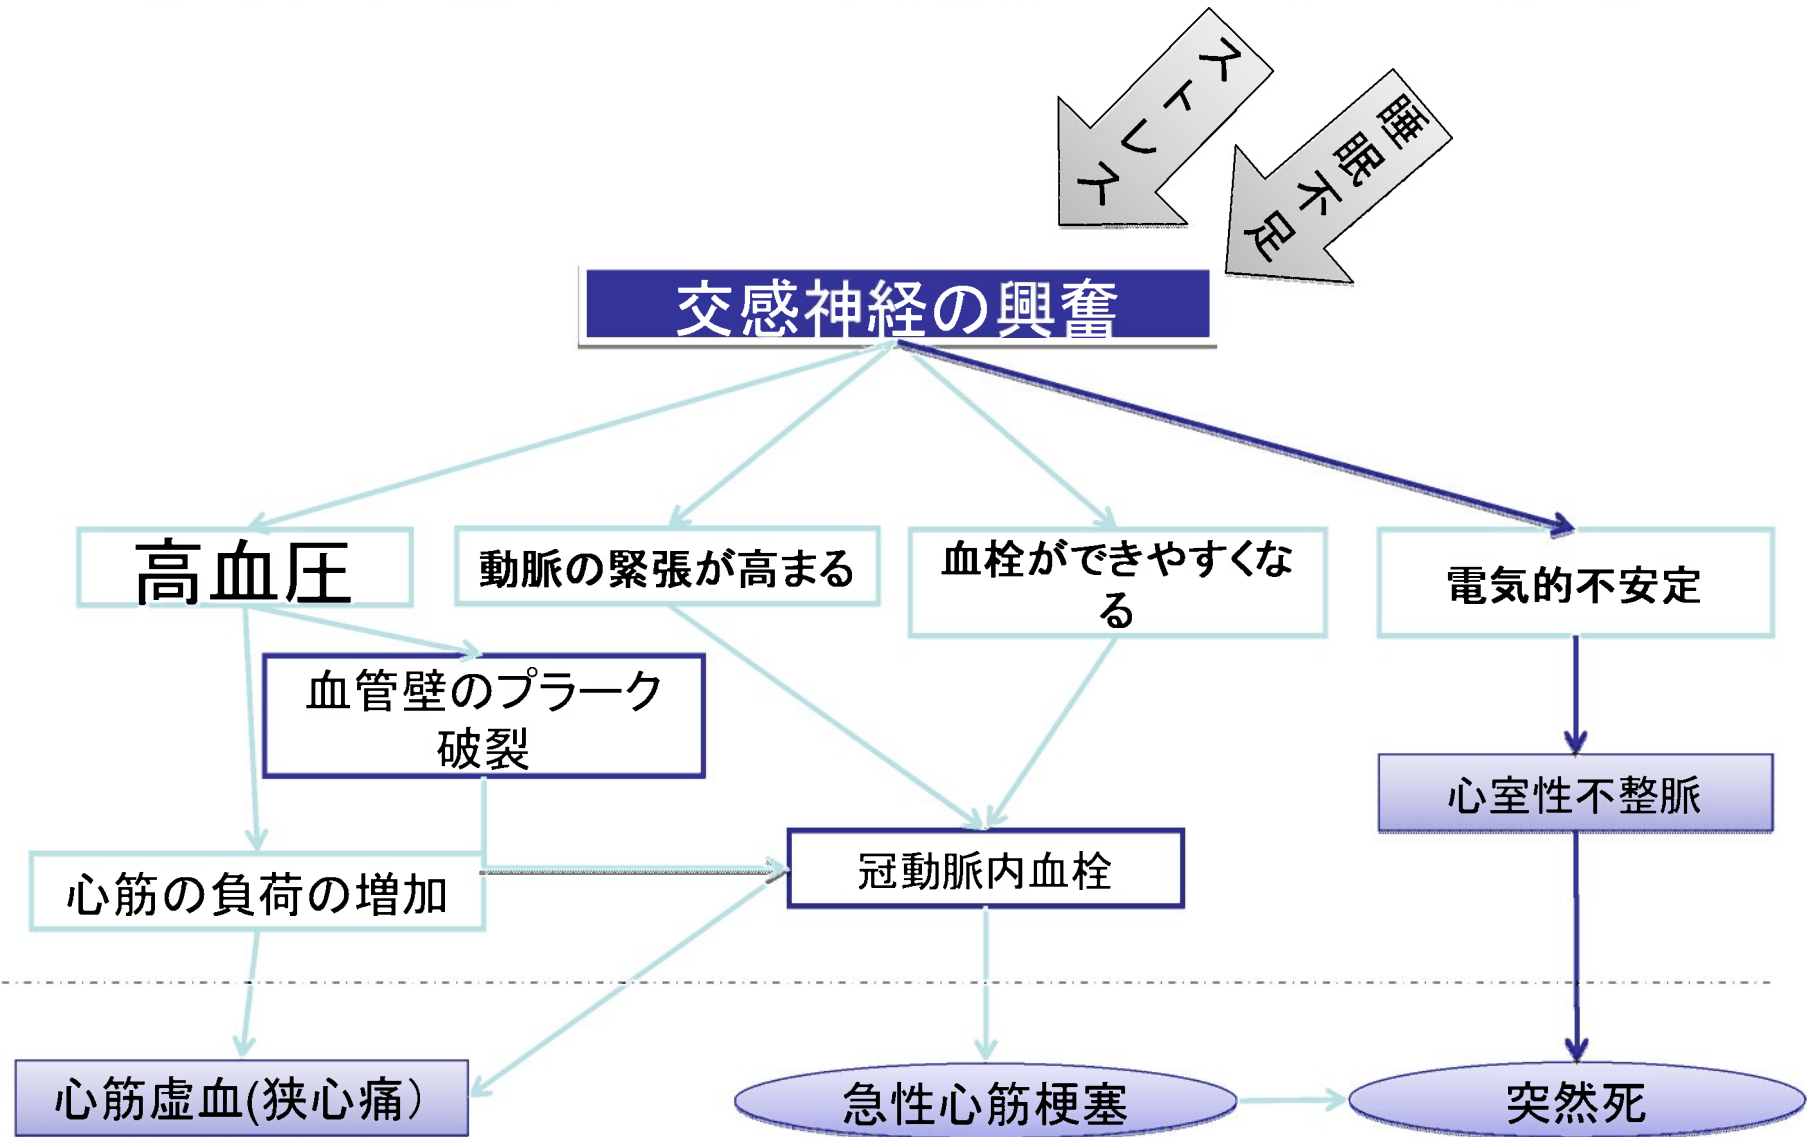 ストレス
睡眠不足
交感神経の興奮
高血圧
動脈の緊張が高まる
血栓ができやすくな
る
電気的不安定
血管壁のプラーク
破裂
心室性不整脈
心筋の負荷の増加
冠動脈内血栓
心筋虚血(狭心痛）
急性心筋梗塞
突然死